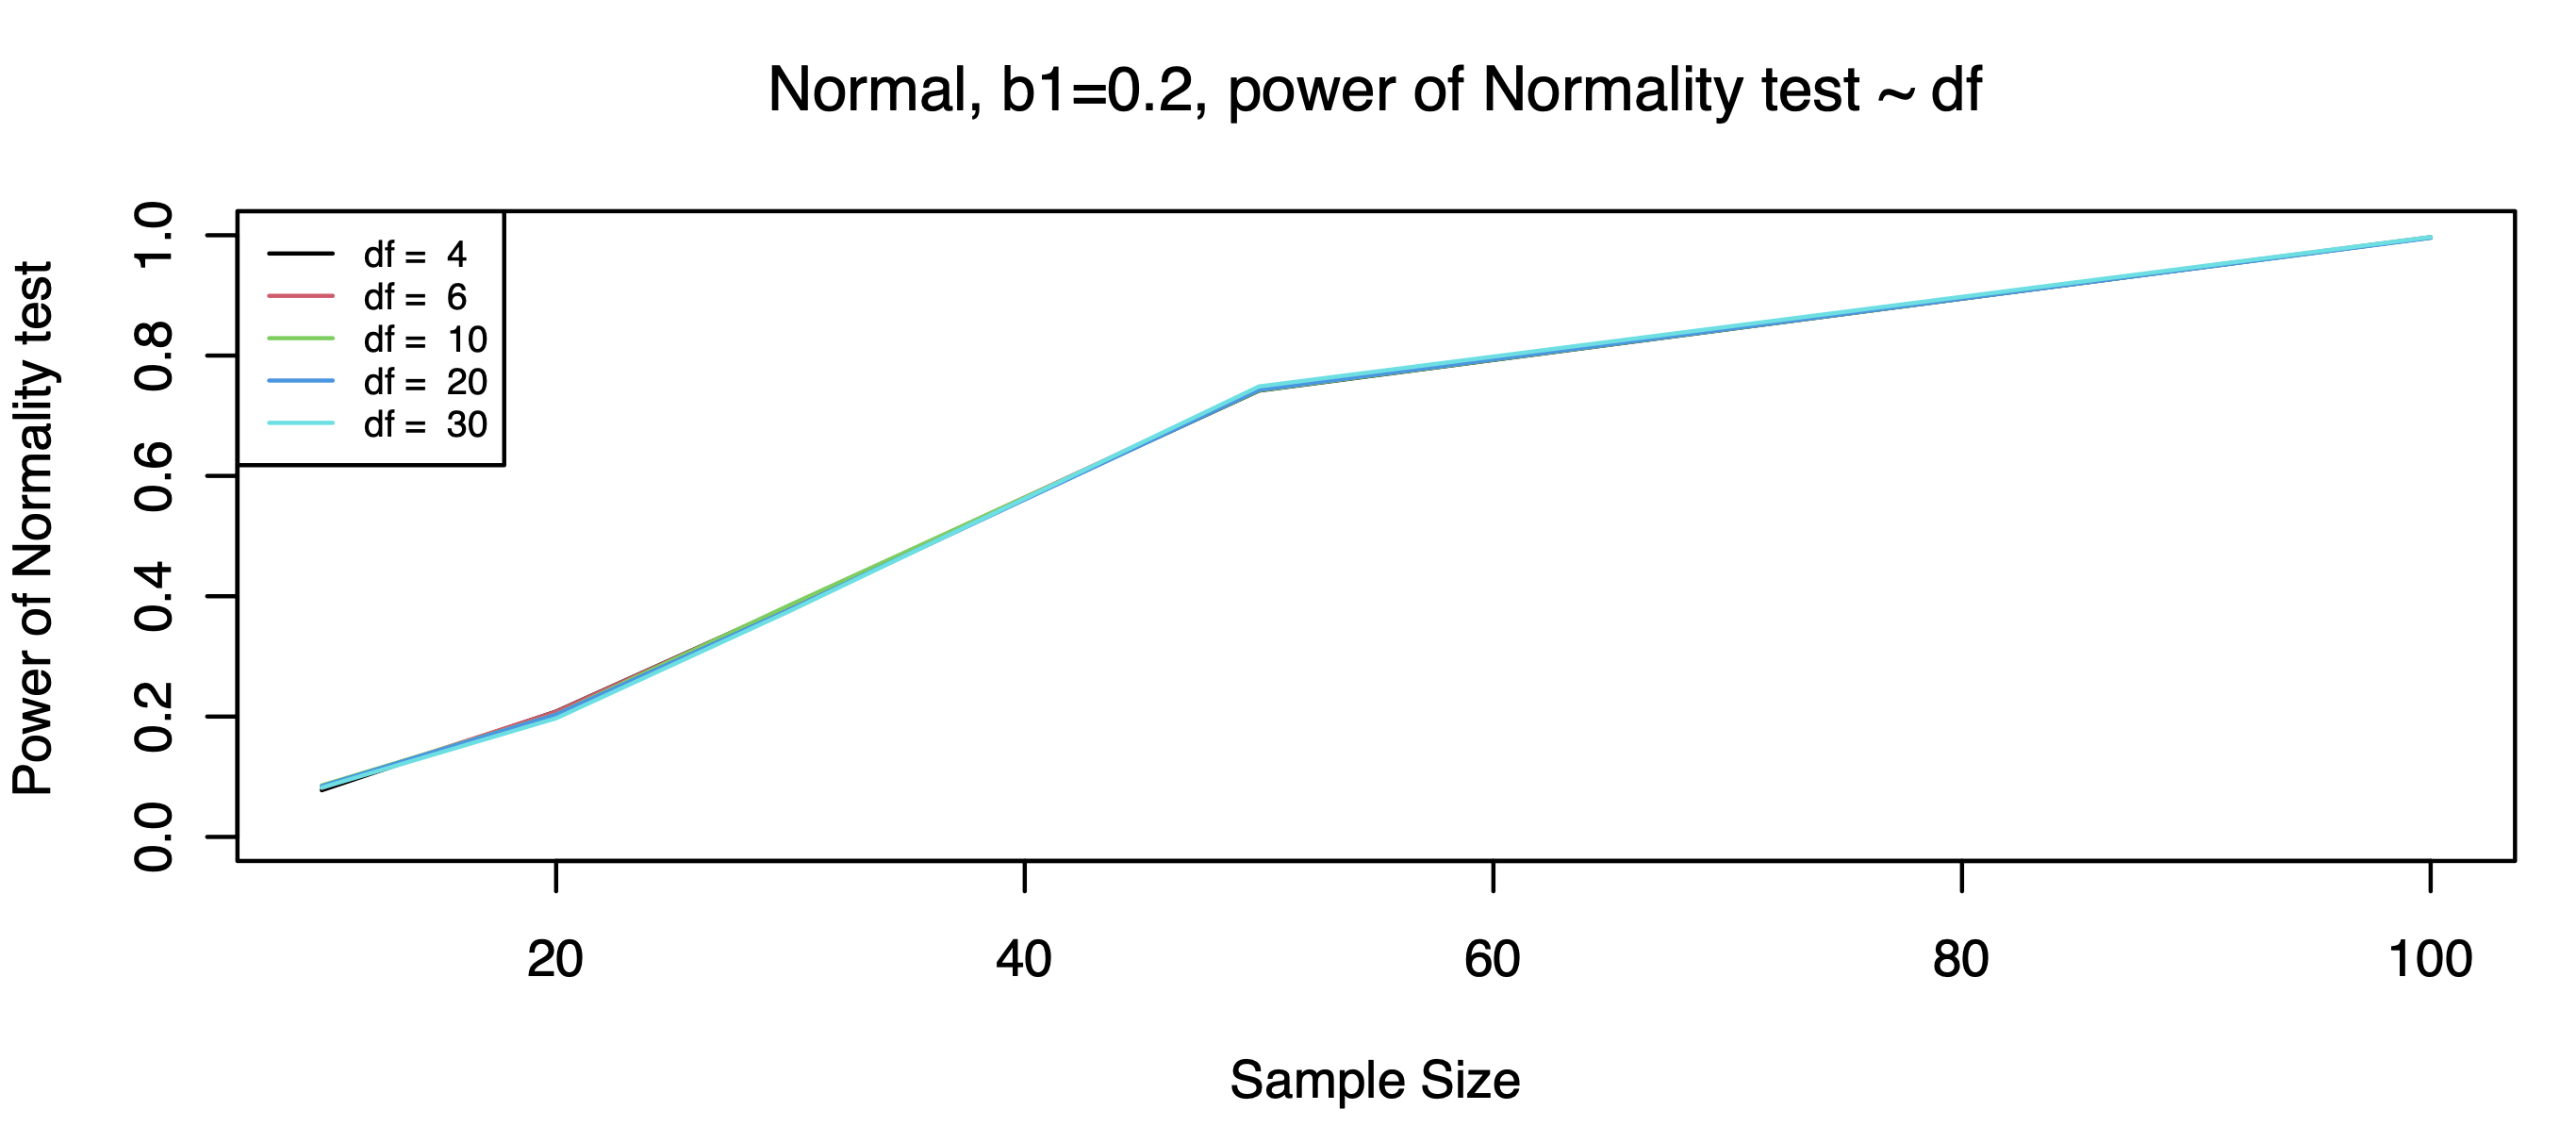 Normal, b1=0.2, power of Normality test ~ df
Power of Normality test
1.0
0.8
0.6
0.4
0.2
0.0
df = 4
df = 6
df = 10
df = 20
df = 30
20 40 60 80 100
Sample Size